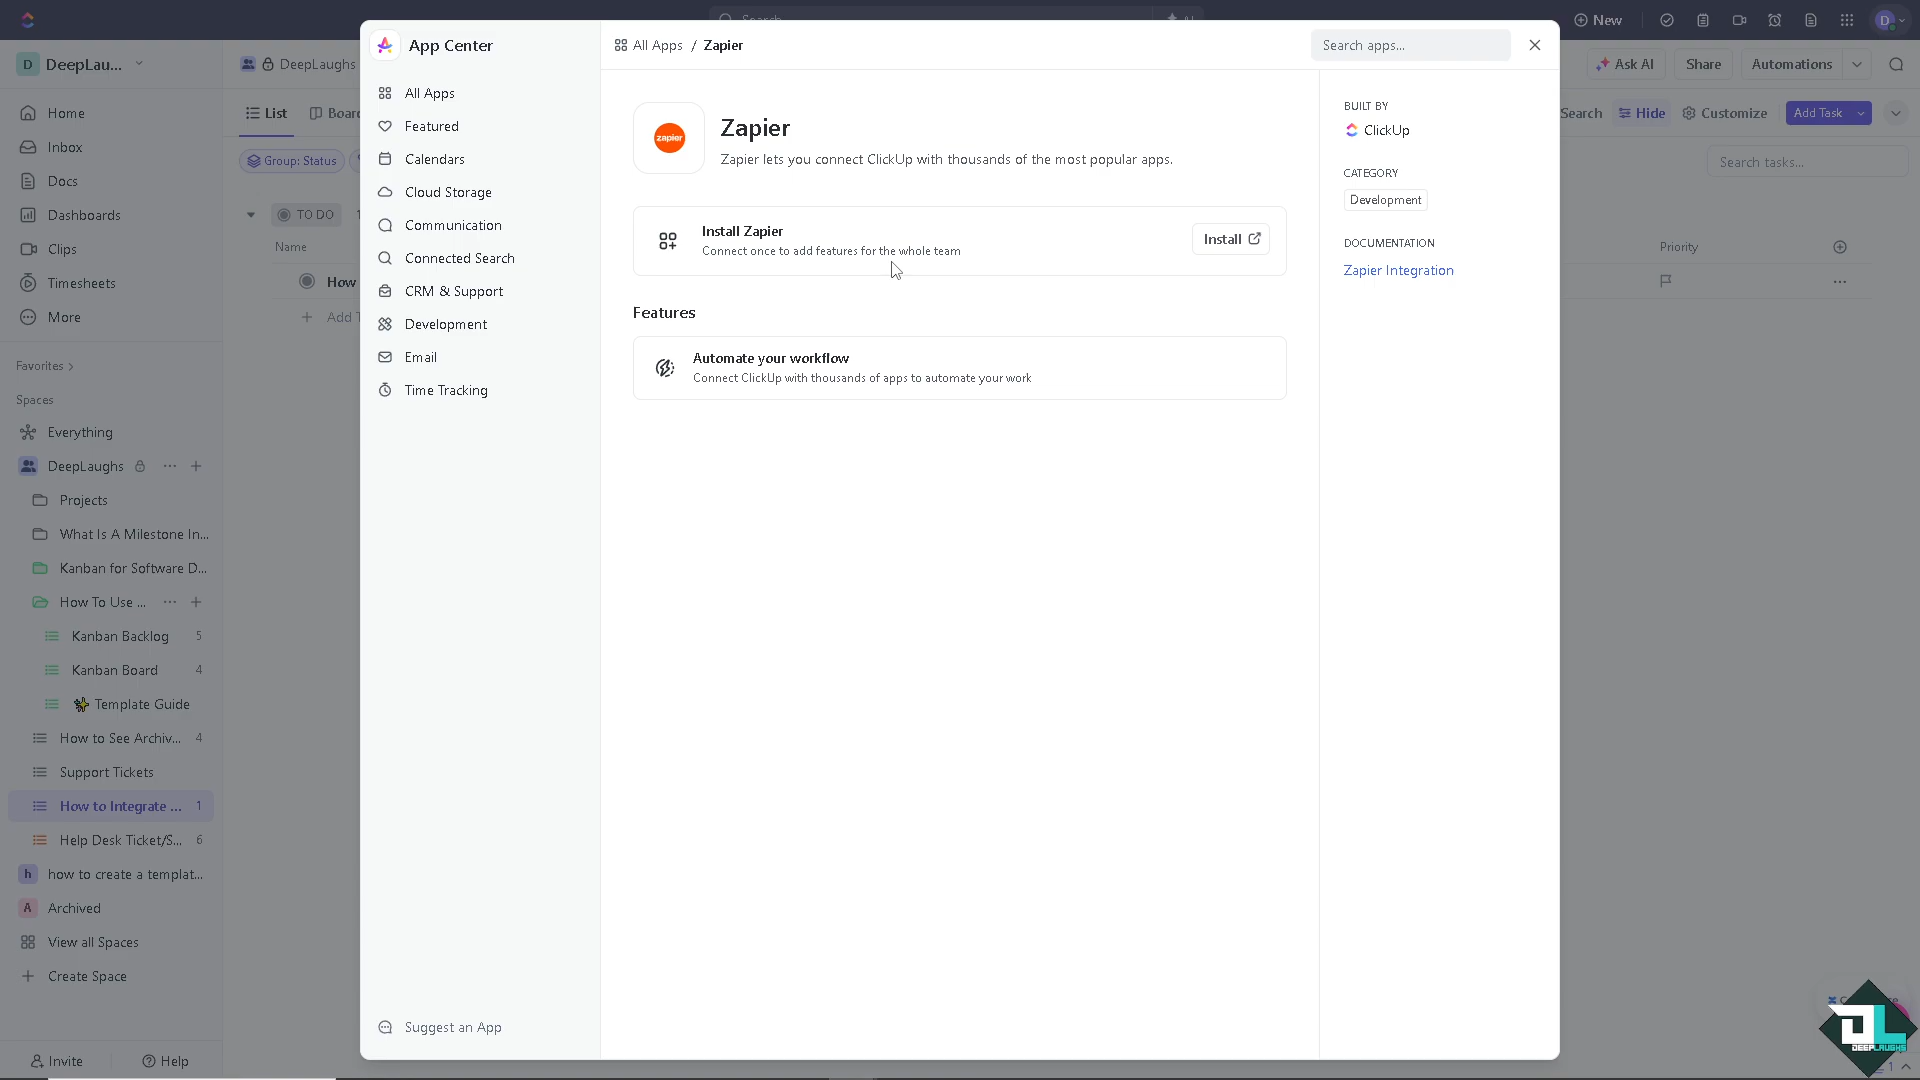 Search
AI
New
D
D DeepLau...
DeepLaughs
Ask AI
Share
Automations
Home
Inbox
Docs
Dashboards
Clips
Timesheets
More
Favorites
Spaces
Everything
DeepLaughs
Projects
What Is A Milestone In...
Kanban for Software D...
How To Use ...
Kanban Backlog 5
Kanban Board 4
Template Guide
How to See Archiv... 4
Support Tickets
How to Integrate ... 1
Help Desk Ticket/S... 6
h how to create a templat...
A Archived
View all Spaces
Create Space
Invite
Help
List
Boar
Search
Hide
Customize
Add Task
Group: Status
Search tasks...
TO DO 1
Name
Priority
How
Add T
App Center
All Apps
Featured
Calendars
Cloud Storage
Communication
Connected Search
CRM & Support
Development
Email
Time Tracking
Suggest an App
All Apps / Zapier
Search apps...
zapier
Zapier
Zapier lets you connect ClickUp with thousands of the most popular apps.
Install Zapier
Connect once to add features for the whole team
Install
Features
Automate your workflow
Connect ClickUp with thousands of apps to automate your work
BUILT BY
ClickUp
CATEGORY
Development
DOCUMENTATION
Zapier Integration
DL
DEEPLAUGHS
1